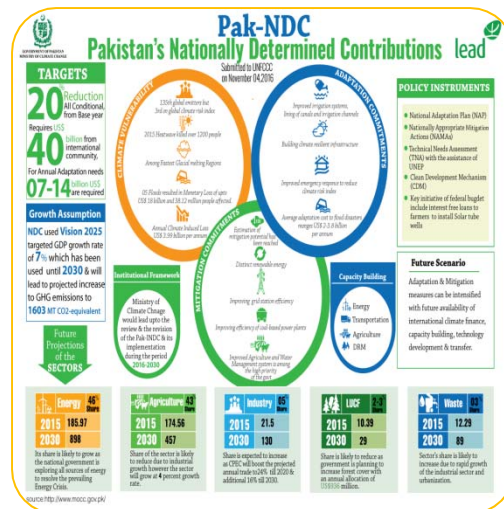 Pak-NDC
Pakistan's Nationally Determined Contributions
lead
GOVERNMENT OF PAKISTAN
MINISTRY OF CLIMATE CHANGE
Submitted to UNFCCC
on November 04,2016
TARGETS
20% Reduction
All Conditional,
from Base year
Requires US$
40 billion from
international
community,
For Annual Adaptation needs
07-14 billion US$
are required
Growth Assumption
NDC used Vision 2025
targeted GDP growth rate
of 7% which has been
used until 2030 & will
lead to projected increase
to GHG emissions to
1603 MT CO2-equivalent
Future
Projections
of the
SECTORS
CLIMATE VULNERABILITY
135th global emitters but
3rd in global climate risk index
2015 Heatwave killed over 1200 people
Among Fastest Glacial melting Regions
US$ 18 billion and 38.12 million people affected
Annual Climate Induced Loss
US$ 3.99 billion per annum
ADAPTATION COMMITMENTS
Improved irrigation systems,
lining of canals and irrigation channels
Building climate resilient infrastructure
Improved emergency response to reduce
climate risk index
Average adaptation cost to flood disasters
ranges US$ 2-3.8 billion
per annum
MITIGATION COMMITMENTS
Estimation of
mitigation potential has
been reached
Distinct renewable energy
Improving grid station efficiency
Improving efficiency of coal-based power plants
Improved Agriculture and Water
Management system is among
the high priority
of the govt
POLICY INSTRUMENTS
National Adaptation Plan (NAP)
Nationally Appropriate Mitigation
Actions (NAMAs)
Technical Needs Assessment
(TNA) with the assistance of
UNEP
Clean Development Mechanism
(CDM)
Key initiative of federal budget
include interest free loans to
farmers to install Solar tube
wells
Institutional Framework
Ministry of
Climate Chnage
would lead upto the
review & the revision
of the Pak-INDC & its
implementation
during the period
2016-2030
Capacity Building
Energy
Transportation
Agriculture
DRM
Future Scenario
Adaptation & Mitigation
measures can be intensified
with future availability of
international climate finance,
capacity building, technology
development & transfer.
Energy 46% Share
2015 185.97
2030 898
Its share is likely to grow as
the national government is
exploring all sources of energy
to resolve the prevailing
Energy Crisis.
Agriculture 43% Share
2015 174.56
2030 457
Share of the sector is likely
to reduce due to industrial
growth however the sector
will grow at 4 percent growth
rate.
Industry 05% Share
2015 21.5
2030 130
Share is expected to increase
as CPEC will boost the projected
annual trade to24% till 2020 &
additional 16% till 2030.
LUCF 2-3% Share
2015 10.39
2030 29
Share is likely to reduce as
government is planning to
increase forest cover with
an annual allocation of
million.
Waste 03% Share
2015 12.29
2030 89
Sector's share is likely to
increase due to rapid growth
of the industrial sector and
urbanization.
source:http://www.mocc.gov.pk/